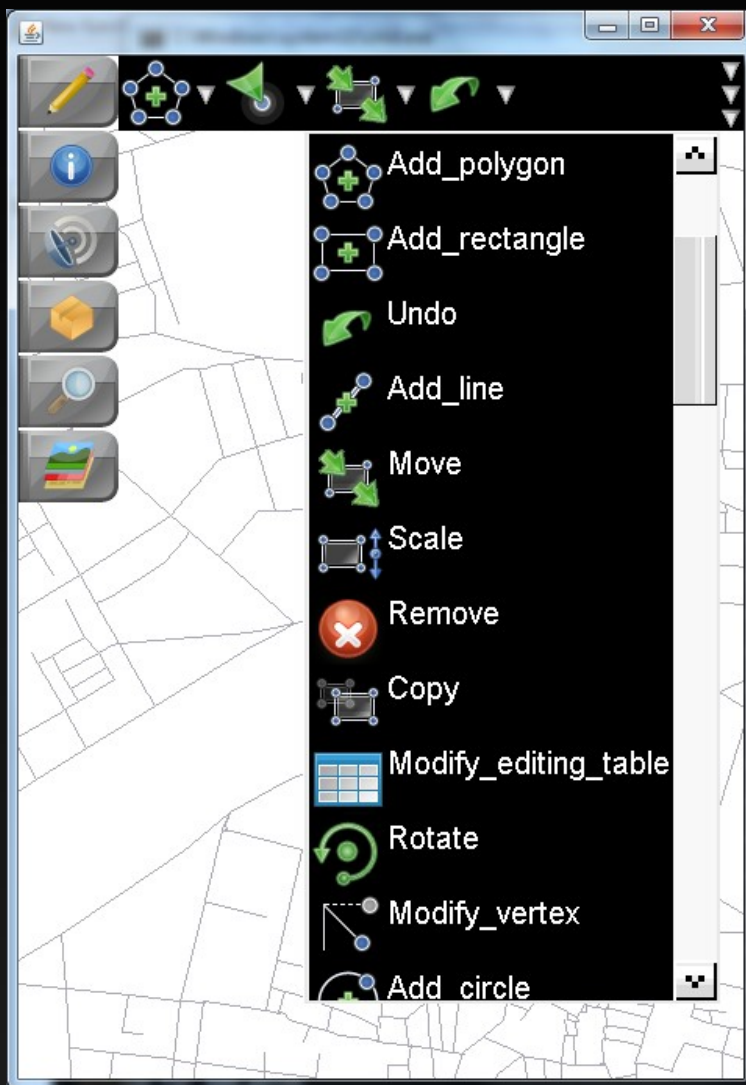 Add_polygon
Add_rectangle
Undo
Add_line
Move
Scale
Remove
Copy
Modify_editing_table
Rotate
Modify_vertex
Add_circle